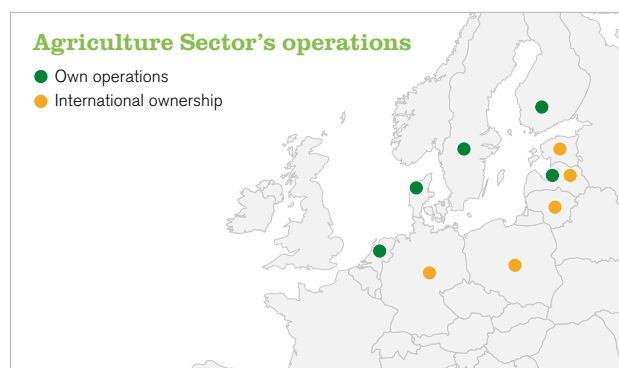 Agriculture Sector's operations
Own operations
International ownership